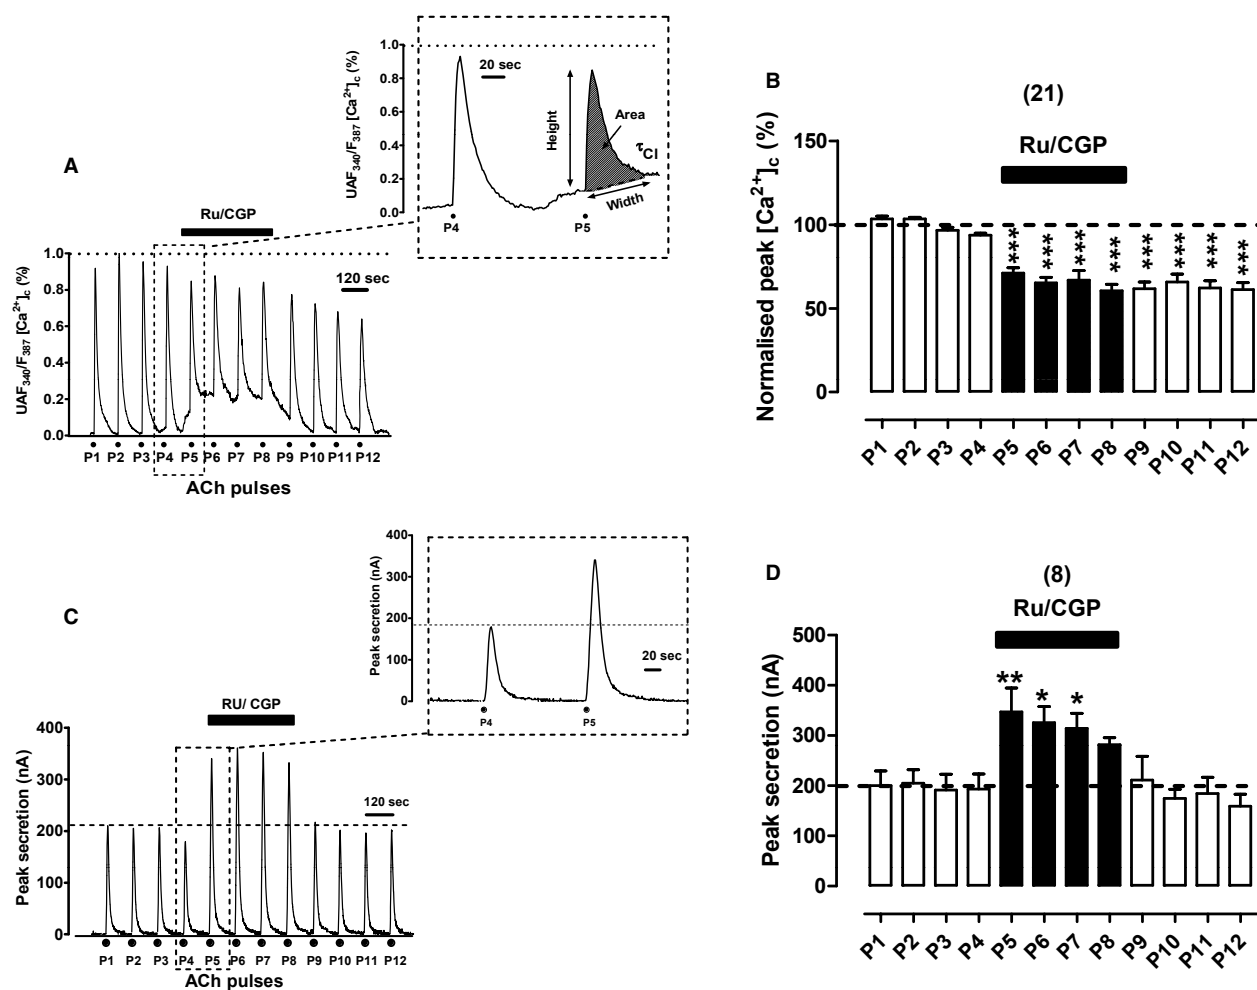 A
UAF340/F387 [Ca2+]c (%)
1.0
0.8
0.6
0.4
0.2
0.0
Ru/CGP
120 sec
P1 P2 P3 P4 P5 P6 P7 P8 P9 P10 P11 P12
ACh pulses
UAF340/F387 [Ca2+]c (%)
1.0
0.8
0.6
0.4
0.2
0.0
20 sec
Height
Area
τCl
Width
P4 P5
B
(21)
Ru/CGP
Normalised peak [Ca2+]c (%)
150
100
50
0
*** *** *** *** *** *** *** ***
P1 P2 P3 P4 P5 P6 P7 P8 P9 P10 P11 P12
C
Peak secretion (nA)
400
300
200
100
0
RU/ CGP
120 sec
P1 P2 P3 P4 P5 P6 P7 P8 P9 P10 P11 P12
ACh pulses
Peak secretion (nA)
400
300
200
100
0
20 sec
P4 P5
D
(8)
Ru/CGP
Peak secretion (nA)
500
400
300
200
100
0
** * *
P1 P2 P3 P4 P5 P6 P7 P8 P9 P10 P11 P12